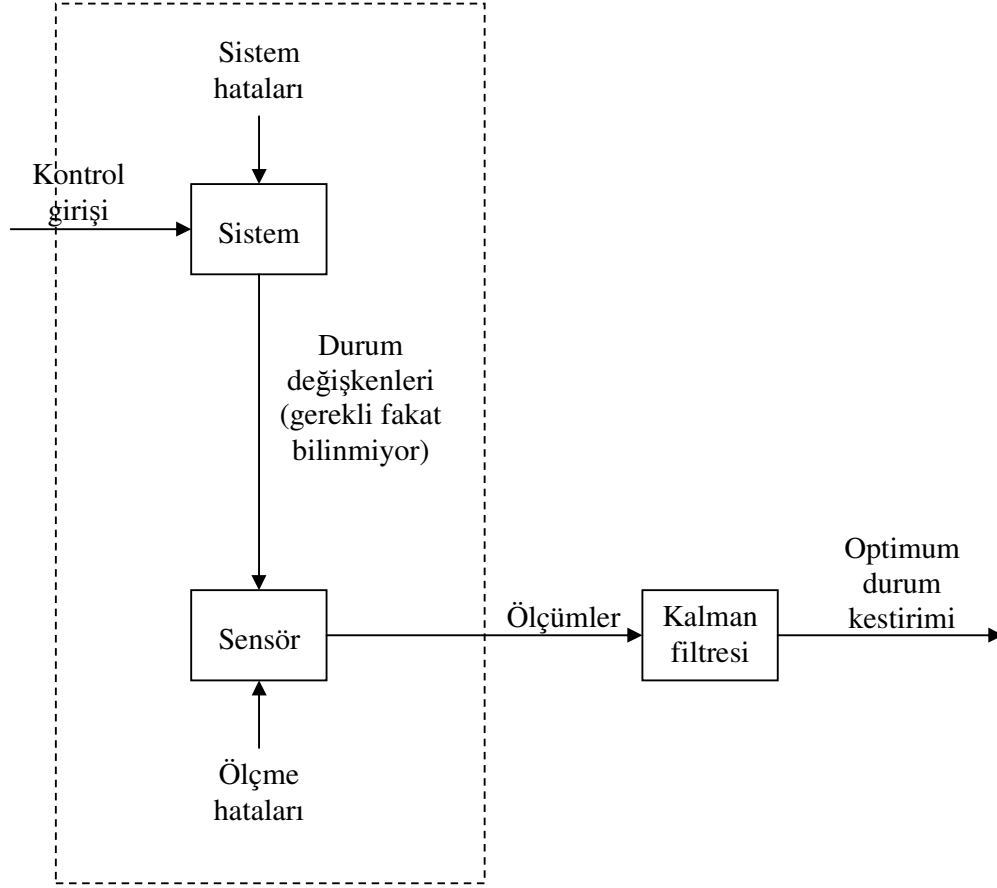 Sistem
hataları
Kontrol
girişi
Sistem
Durum
değişkenleri
(gerekli fakat
bilinmiyor)
Optimum
durum
kestirimi
Ölçümler
Kalman
filtresi
Sensör
Ölçme
hataları